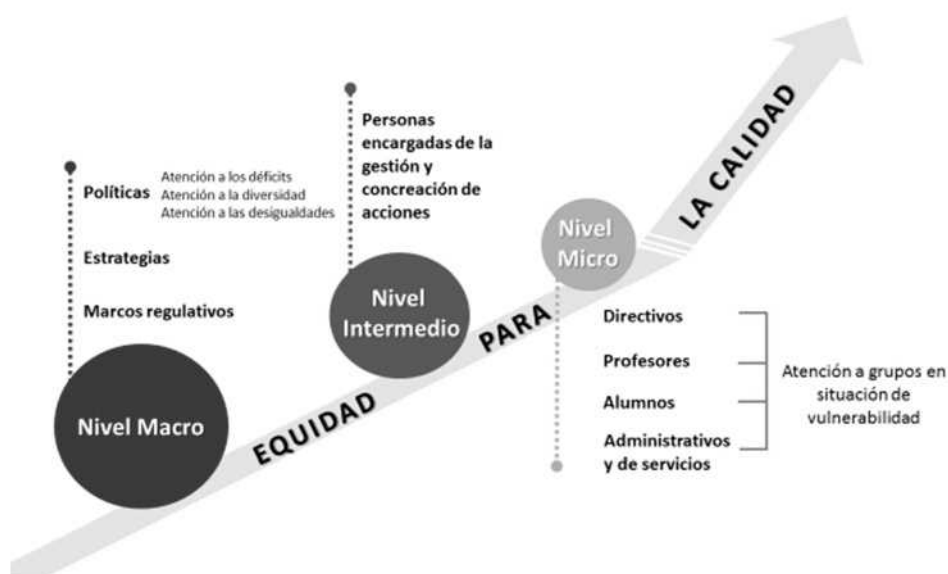 Políticas
Atención a los déficits
Atención a la diversidad
Atención a las desigualdades
Estrategias
Marcos regulativos
Nivel Macro
Personas
encargadas de la
gestión y
concreación de
acciones
Nivel
Intermedio
Nivel
Micro
Directivos
Profesores
Alumnos
Administrativos
y de servicios
Atención a grupos en
situación de
vulnerabilidad
EQUIDAD PARA LA CALIDAD